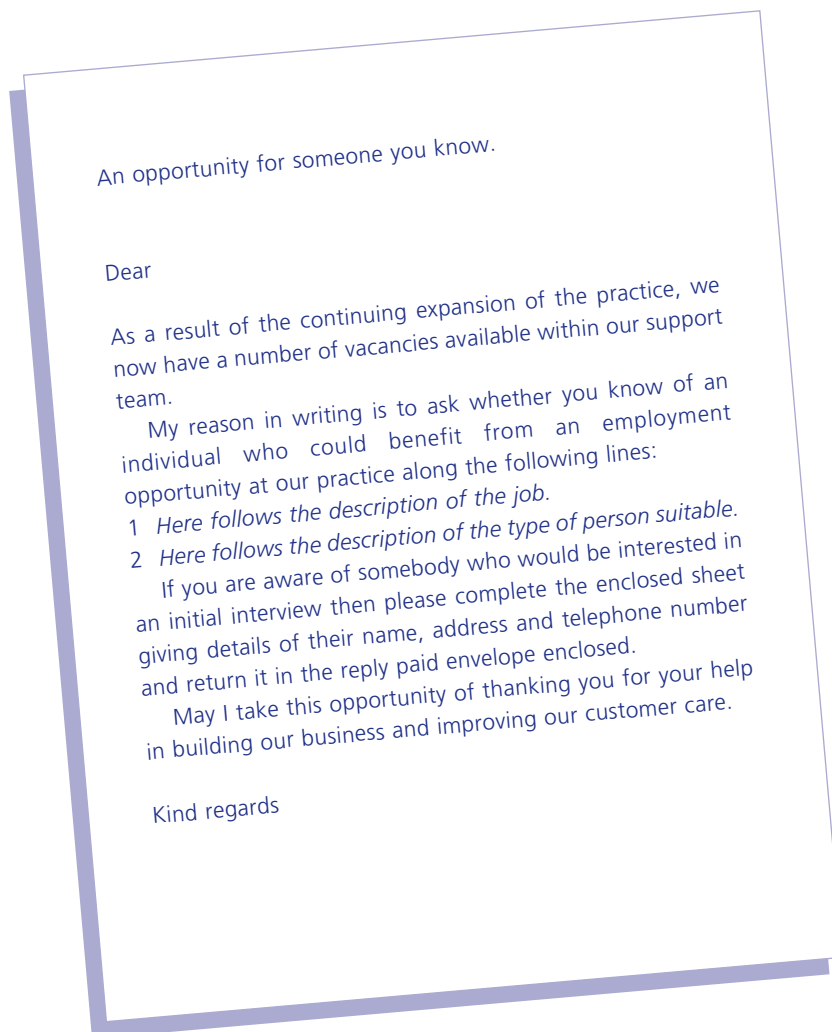 An opportunity for someone you know.
Dear
As a result of the continuing expansion of the practice, we
now have a number of vacancies available within our support
team.
My reason in writing is to ask whether you know of an
individual who could benefit from an employment
opportunity at our practice along the following lines:
1 Here follows the description of the job.
2 Here follows the description of the type of person suitable.
If you are aware of somebody who would be interested in
an initial interview then please complete the enclosed sheet
giving details of their name, address and telephone number
and return it in the reply paid envelope enclosed.
May I take this opportunity of thanking you for your help
in building our business and improving our customer care.
Kind regards